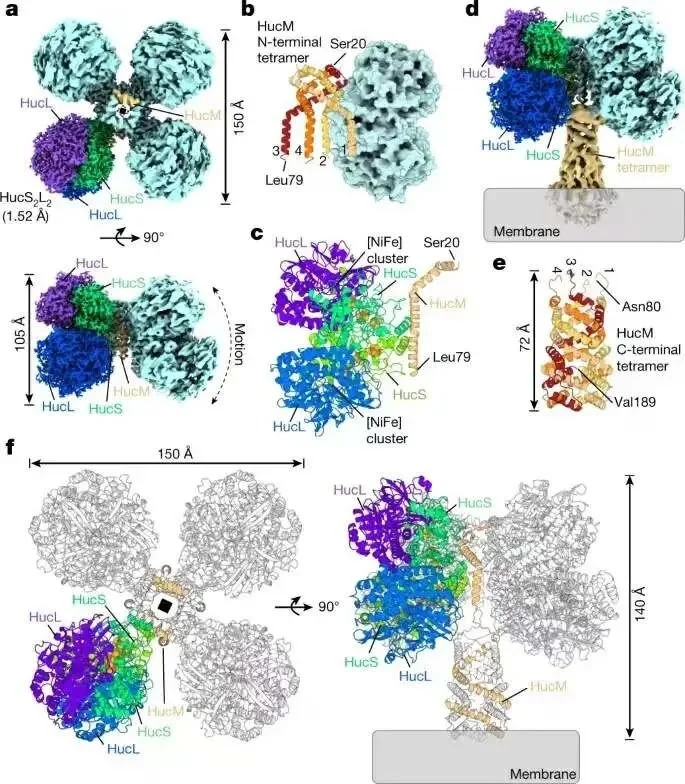 a
HucL
HucM
150 Å
HucS₂L₂
(1.52 Å)
HucS
HucL
90°
HucL
HucS
105 Å
Motion
HucM
HucL
HucS
b
HucM
N-terminal
tetramer
Ser20
3
4
2
1
Leu79
c
HucL
[NiFe]
cluster
HucS
Ser20
HucM
Leu79
HucS
HucL
[NiFe]
cluster
d
HucS
HucL
HucL
HucS
HucM
tetramer
Membrane
e
4
3
2
1
Asn80
72 Å
HucM
C-terminal
tetramer
Val189
f
150 Å
HucL
HucS
HucM
HucS
HucL
90°
HucL
HucS
140 Å
HucS
HucL
HucM
Membrane